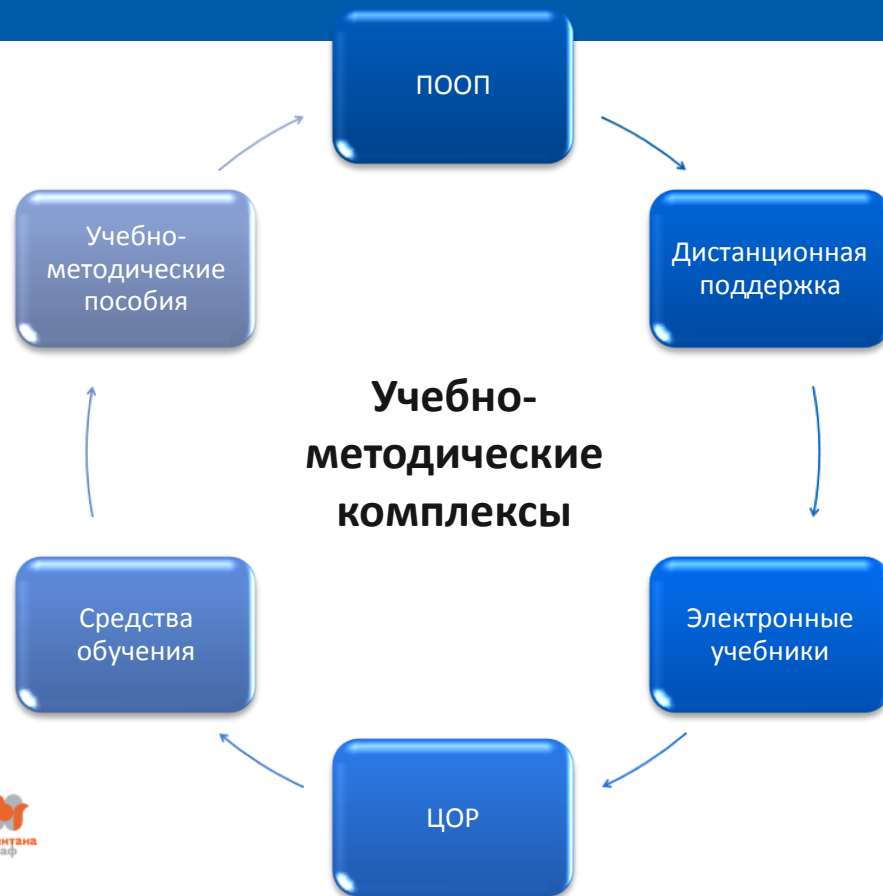 ПООП
Учебно-
методические
пособия
Дистанционная
поддержка
Учебно-
методические
комплексы
Средства
обучения
Электронные
учебники
ЦОР